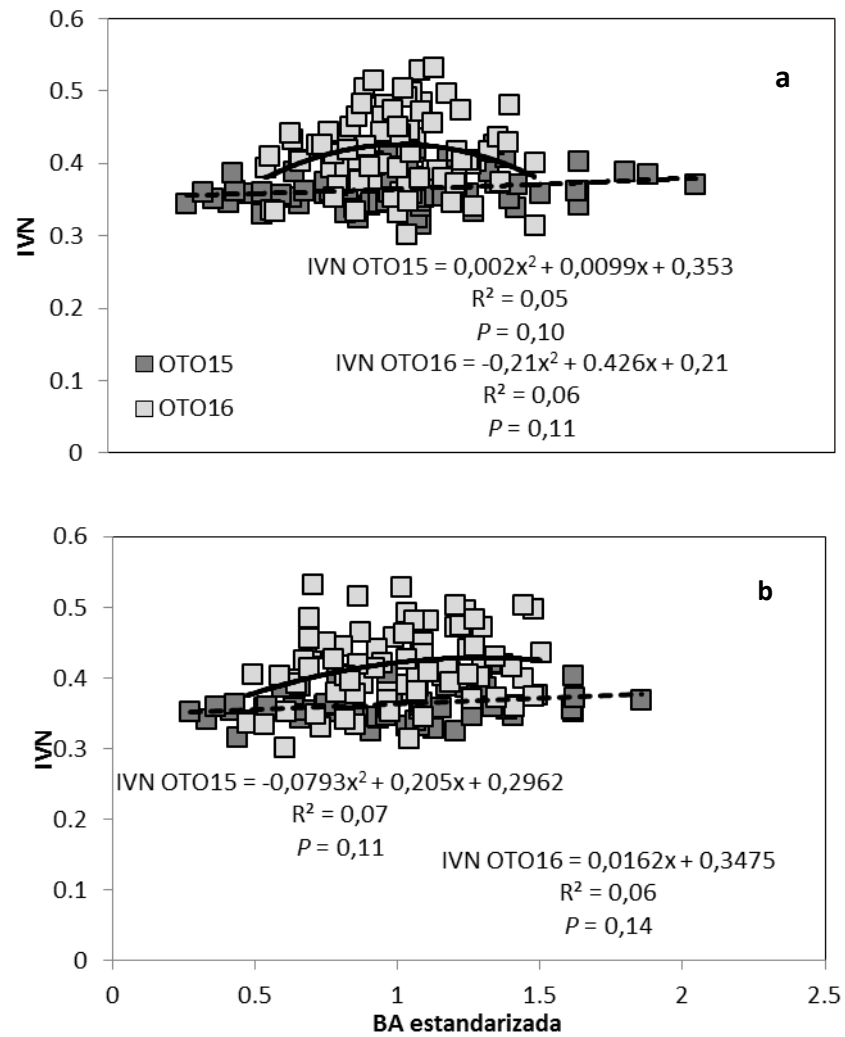 0.6
a
0.5
0.4
IVN
0.3
IVN OTO15 = 0,002x² + 0,0099x + 0,353
R² = 0,05
P = 0,10
0.2
OTO15
IVN OTO16 = -0,21x² + 0.426x + 0,21
R² = 0,06
0.1
OTO16
P = 0,11
0
0.6
b
0.5
0.4
IVN
0.3
IVN OTO15 = -0,0793x² + 0,205x + 0,2962
R² = 0,07
0.2
P = 0,11
IVN OTO16 = 0,0162x + 0,3475
0.1
R² = 0,06
P = 0,14
0
0 0.5 1 1.5 2 2.5
BA estandarizada